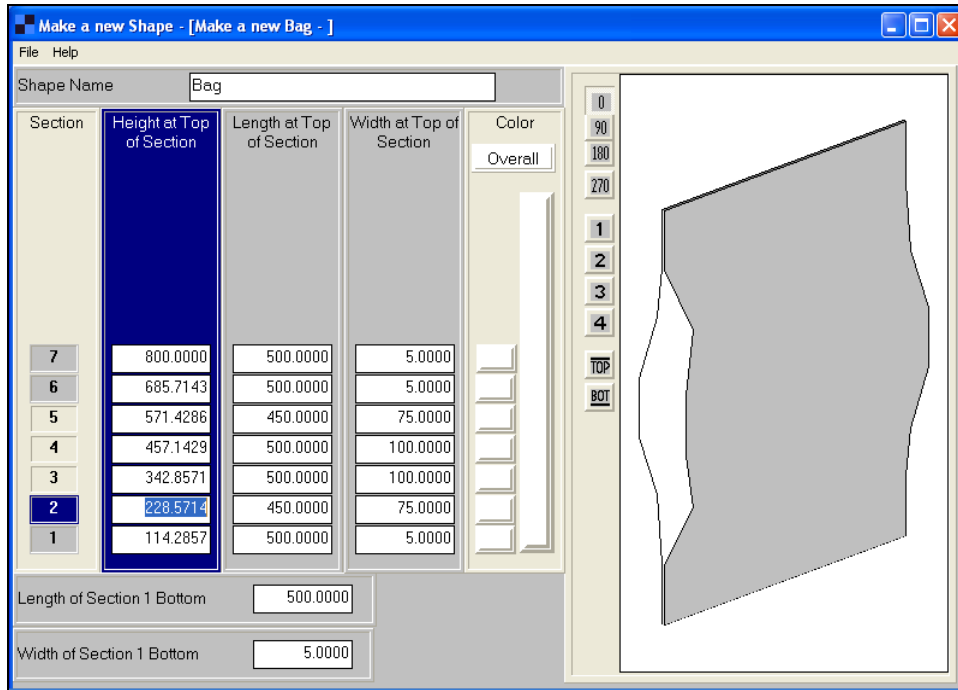 Make a new Shape - [Make a new Bag - ]
File Help
Shape Name Bag
Section Height at Top of Section Length at Top of Section Width at Top of Section Color
Overall
7 800.0000 500.0000 5.0000
6 685.7143 500.0000 5.0000
5 571.4286 450.0000 75.0000
4 457.1429 500.0000 100.0000
3 342.8571 500.0000 100.0000
2 228.5714 450.0000 75.0000
1 114.2857 500.0000 5.0000
Length of Section 1 Bottom 500.0000
Width of Section 1 Bottom 5.0000
0
90
180
270
1
2
3
4
TOP
BOT